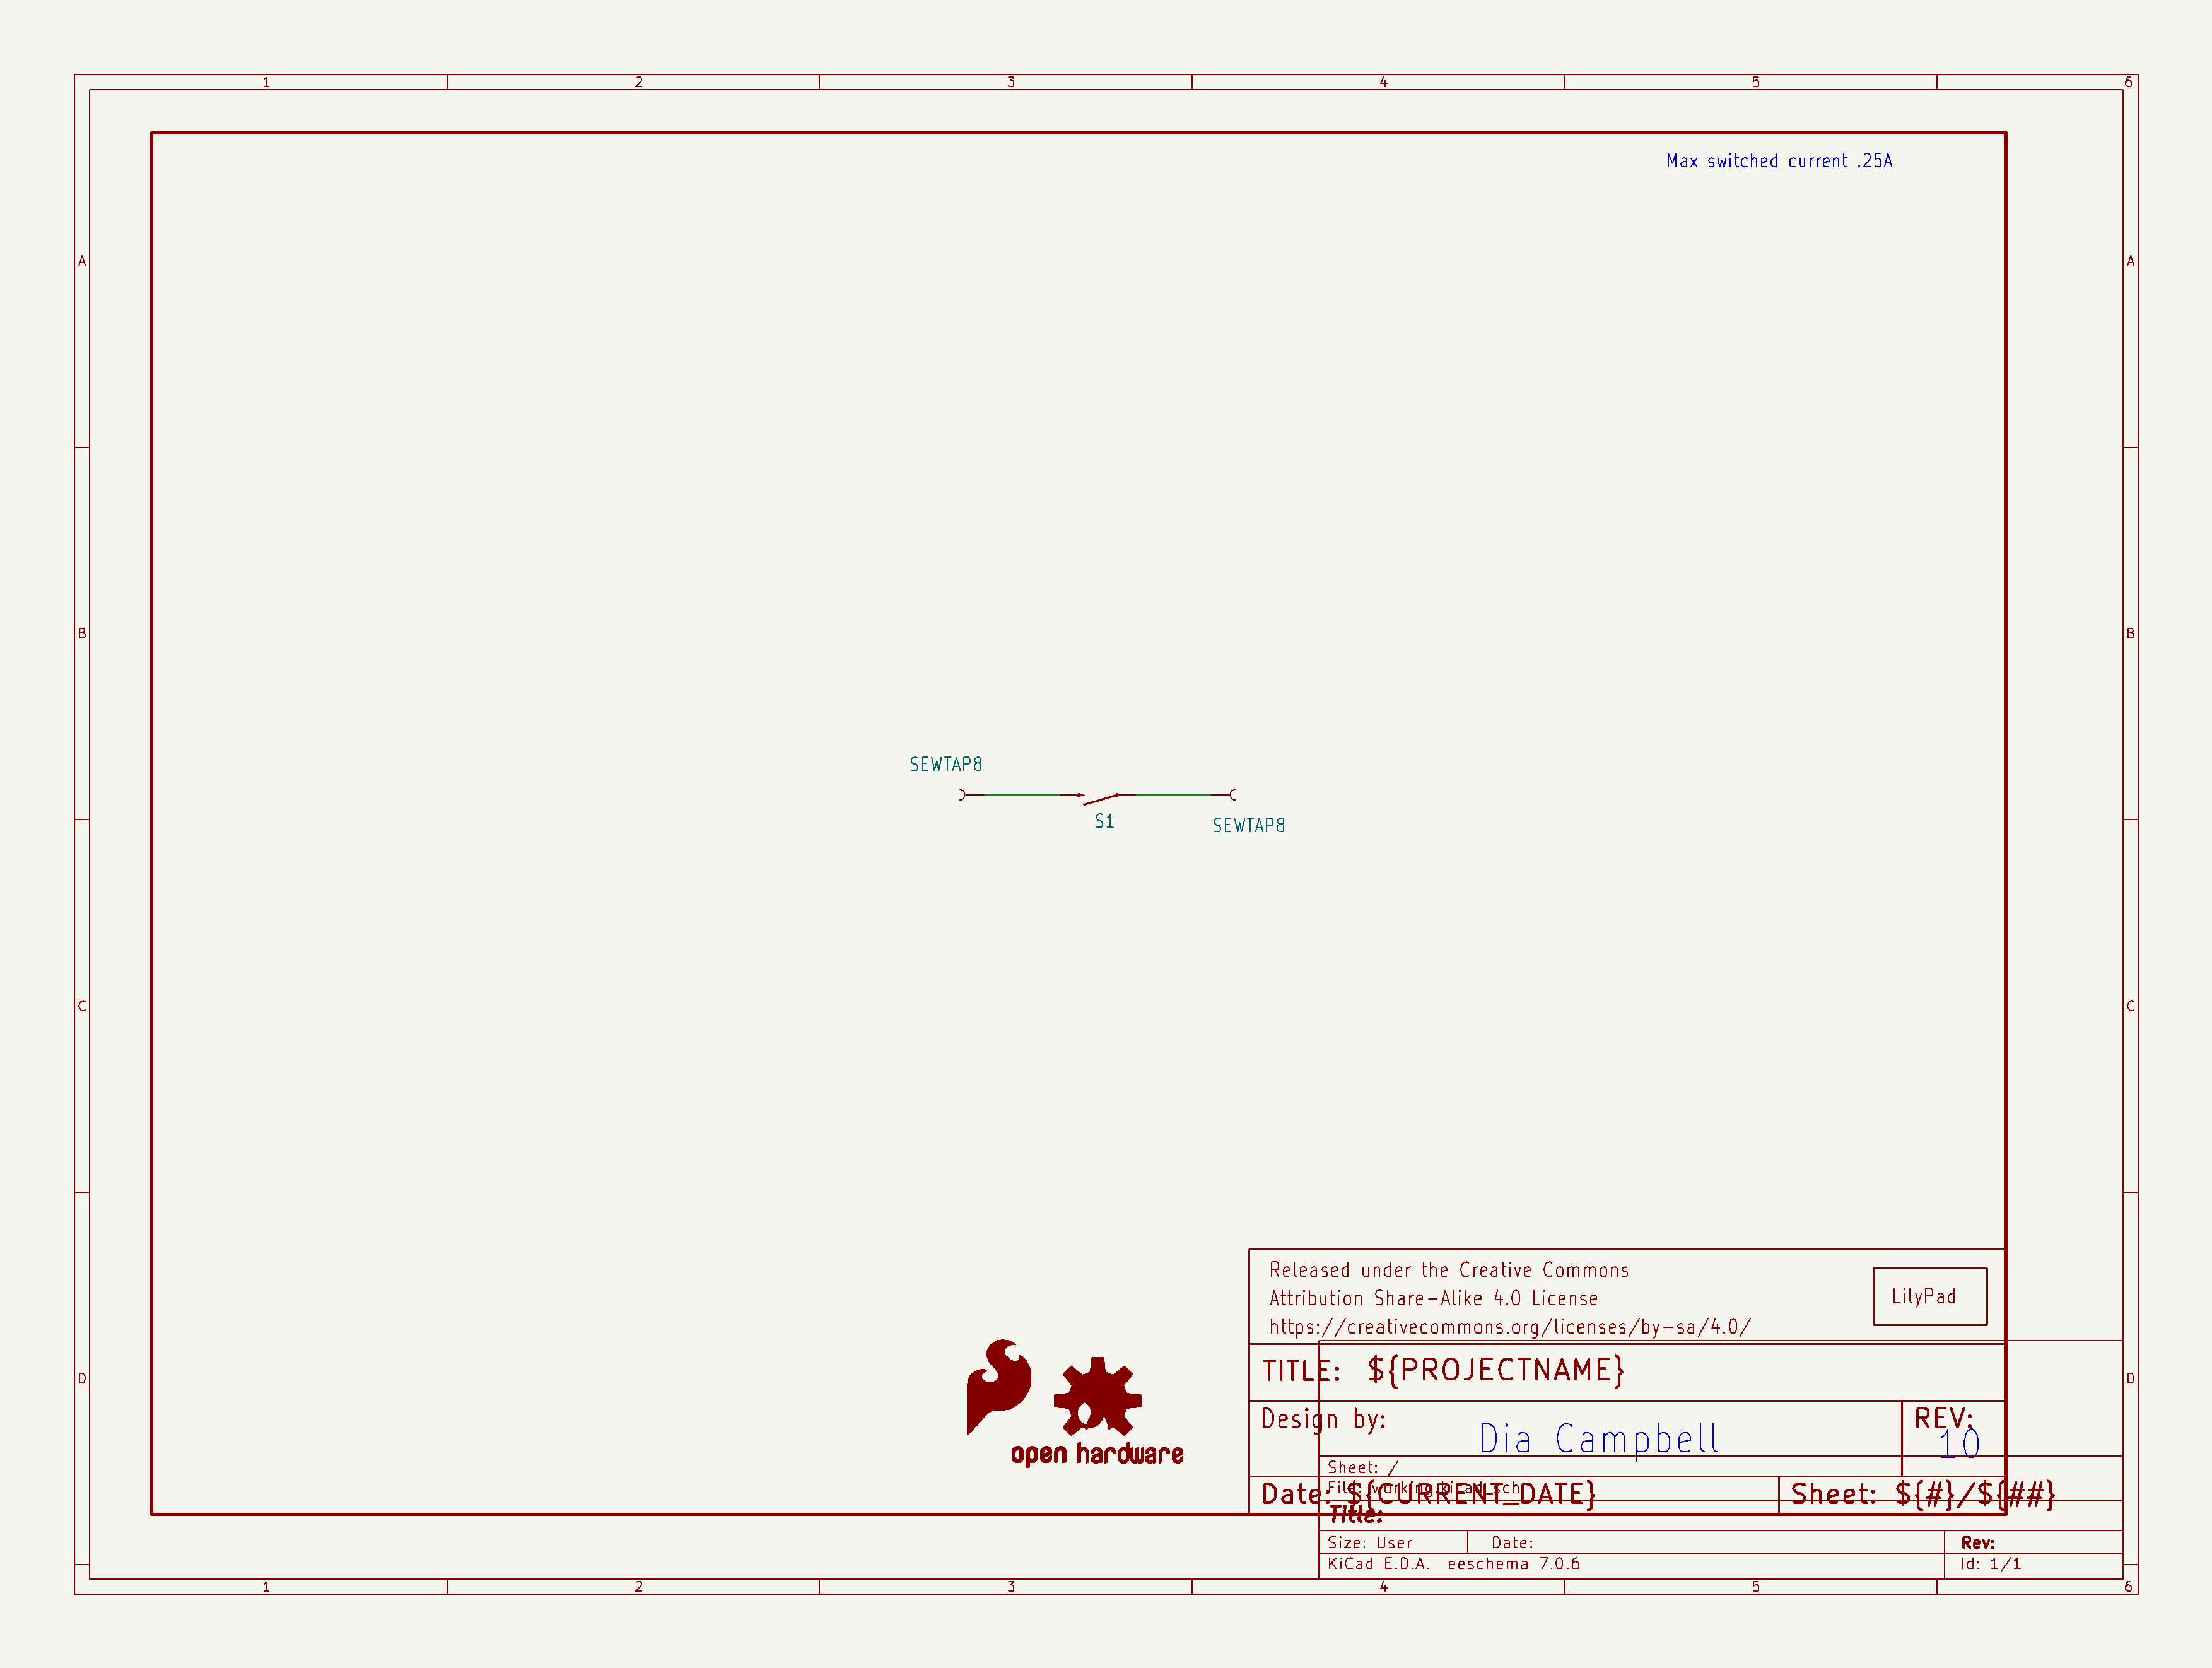 1 2 3 4 5 6
Max switched current .25A
A A
B B
SEWTAP8
S1
SEWTAP8
C C
Released under the Creative Commons
Attribution Share-Alike 4.0 License
https://creativecommons.org/licenses/by-sa/4.0/
LilyPad
TITLE: ${PROJECTNAME}
D D
Design by: Dia Campbell
REV: 10
open hardware
Sheet: /
File: working.kicad_sch
Date: ${CURRENT_DATE}
Sheet: ${#}/${##}
Title:
Size: User Date: Rev:
KiCad E.D.A. eeschema 7.0.6 Id: 1/1
1 2 3 4 5 6